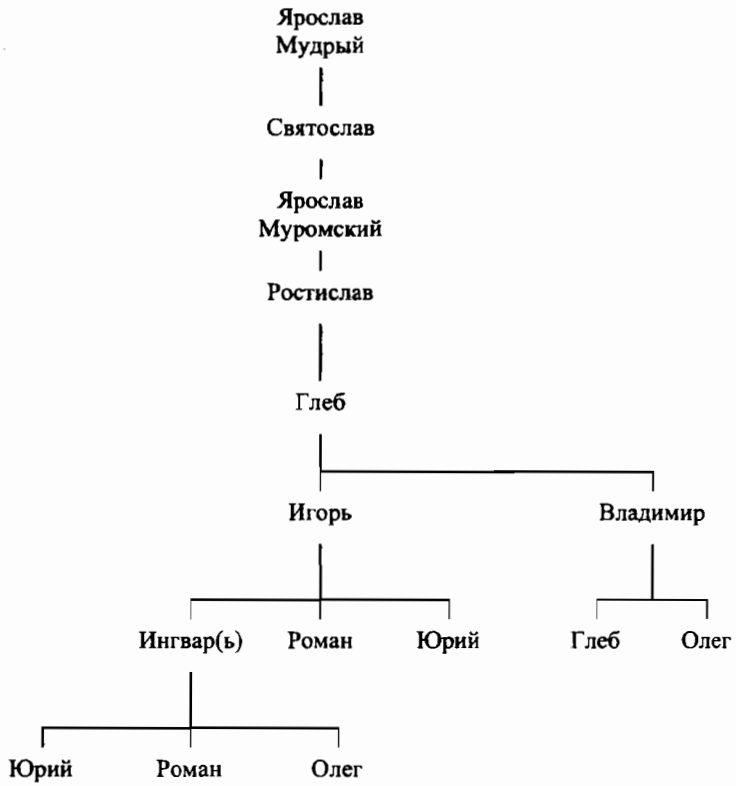 Ярослав
Мудрый
Святослав
Ярослав
Муромский
Ростислав
Глеб
Игорь Владимир
Ингвар(ь) Роман Юрий Глеб Олег
Юрий Роман Олег